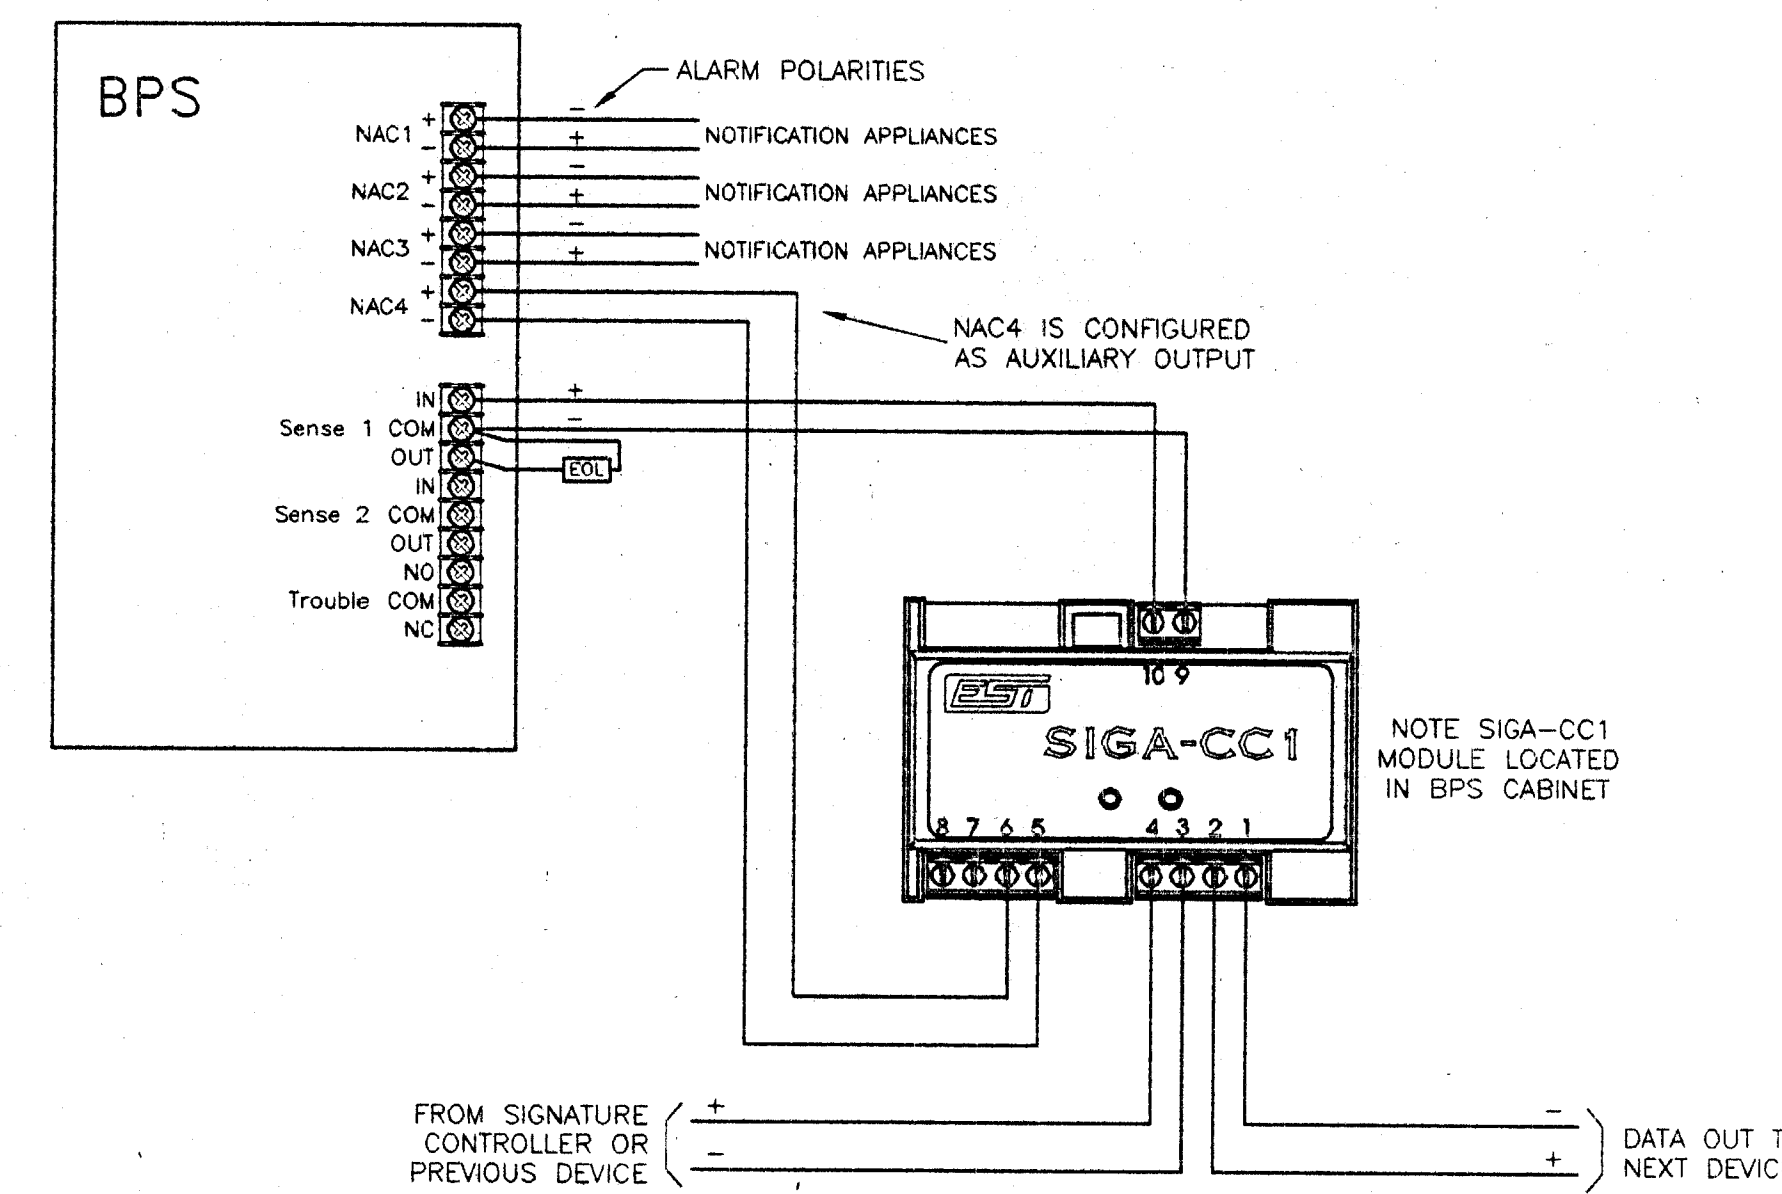 BPS
ALARM POLARITIES
NAC1 + −
− + NOTIFICATION APPLIANCES
NAC2 + −
− + NOTIFICATION APPLIANCES
NAC3 + −
− + NOTIFICATION APPLIANCES
NAC4 +
−
NAC4 IS CONFIGURED
AS AUXILIARY OUTPUT
IN +
Sense 1 COM −
OUT EOL
IN
Sense 2 COM
OUT
NO
Trouble COM
NC
10 9
EST
SIGA-CC1
8 7 6 5 4 3 2 1
NOTE SIGA-CC1
MODULE LOCATED
IN BPS CABINET
FROM SIGNATURE
CONTROLLER OR
PREVIOUS DEVICE
+
−
−
+
DATA OUT T
NEXT DEVIC